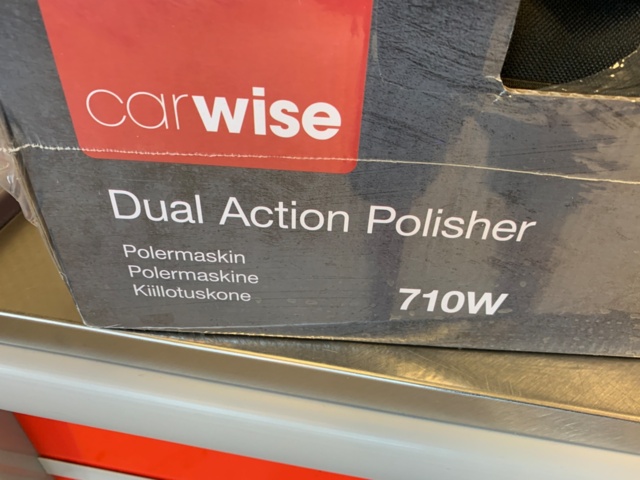 carwise
Dual Action Polisher
Polermaskin
Polermaskine
Kiillotuskone
710W